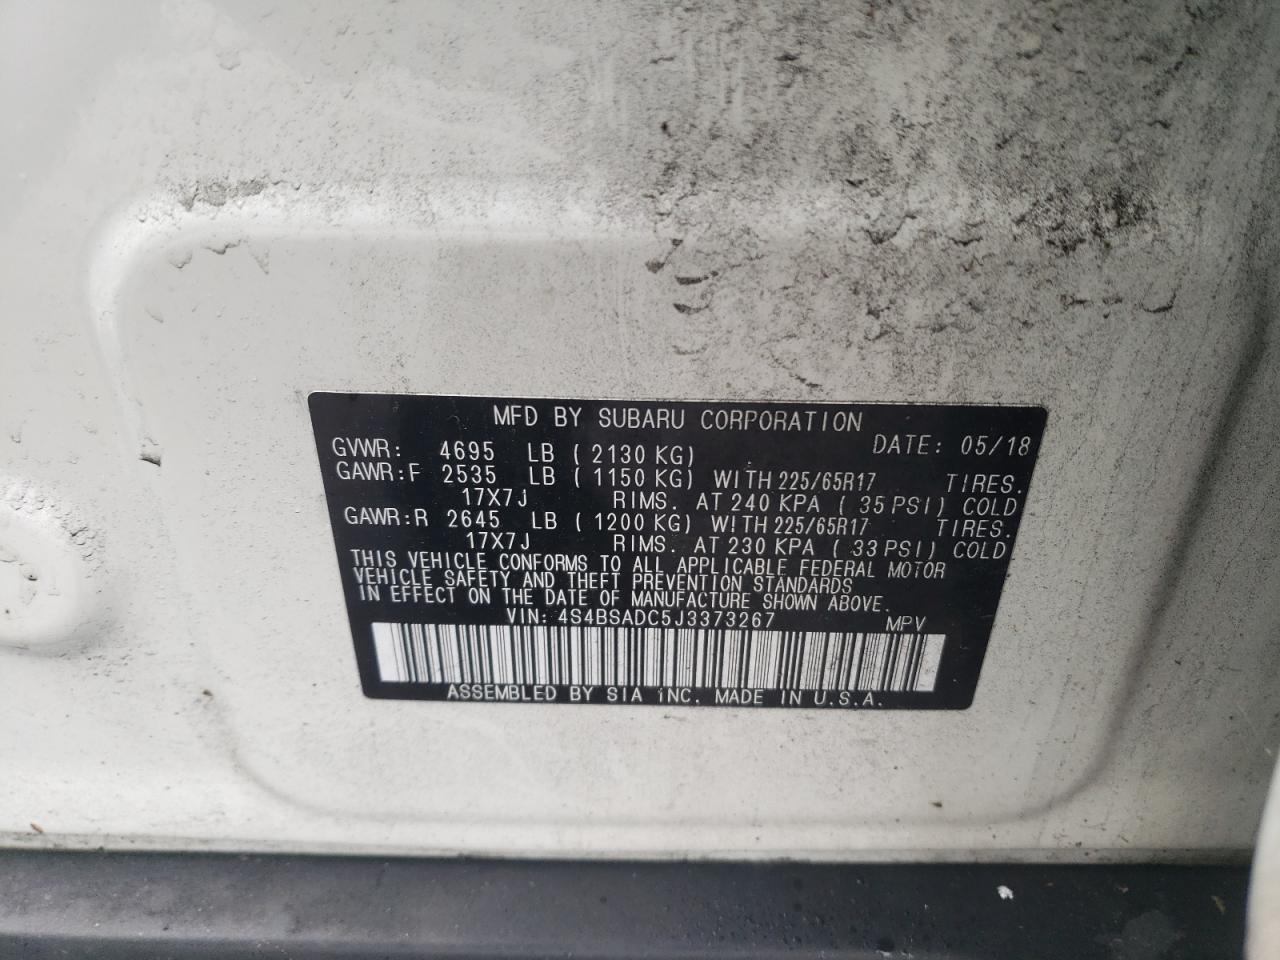 MFD BY SUBARU CORPORATION
GVWR: 4695 LB ( 2130 KG) DATE: 05/18
GAWR:F 2535 LB ( 1150 KG) WITH 225/65R17 TIRES.
17X7J RIMS. AT 240 KPA ( 35 PSI) COLD
GAWR:R 2645 LB ( 1200 KG) WITH 225/65R17 TIRES.
17X7J RIMS. AT 230 KPA ( 33 PSI) COLD
THIS VEHICLE CONFORMS TO ALL APPLICABLE FEDERAL MOTOR
VEHICLE SAFETY AND THEFT PREVENTION STANDARDS
IN EFFECT ON THE DATE OF MANUFACTURE SHOWN ABOVE.
VIN: 4S4BSADC5J3373267 MPV
ASSEMBLED BY SIA INC. MADE IN U.S.A.